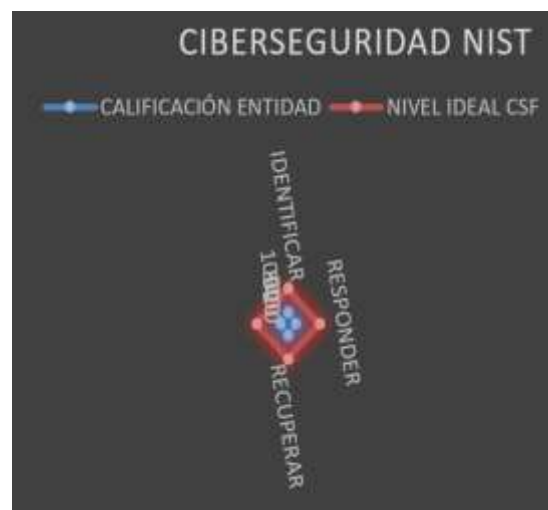 CIBERSEGURIDAD NIST
CALIFICACIÓN ENTIDAD NIVEL IDEAL CSF
IDENTIFICAR
RESPONDER
RECUPERAR